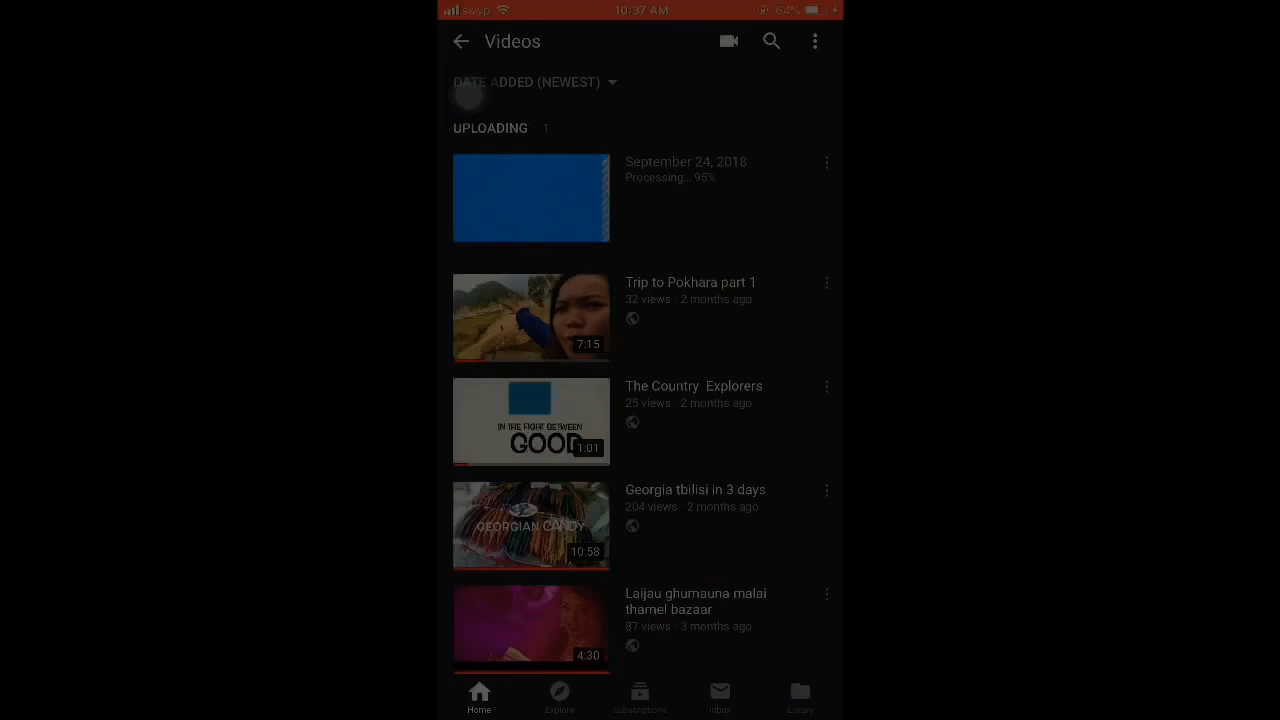 swyp 10:37 AM 64%
Videos
DATE ADDED (NEWEST)
UPLOADING · 1
September 24, 2018
Processing... 95%
Trip to Pokhara part 1
32 views · 2 months ago
7:15
The Country Explorers
25 views · 2 months ago
IN THE FIGHT BETWEEN
GOOD
1:01
Georgia tbilisi in 3 days
204 views · 2 months ago
GEORGIAN CANDY
10:58
Laijau ghumauna malai
thamel bazaar
87 views · 3 months ago
4:30
Home Explore Subscriptions Inbox Library